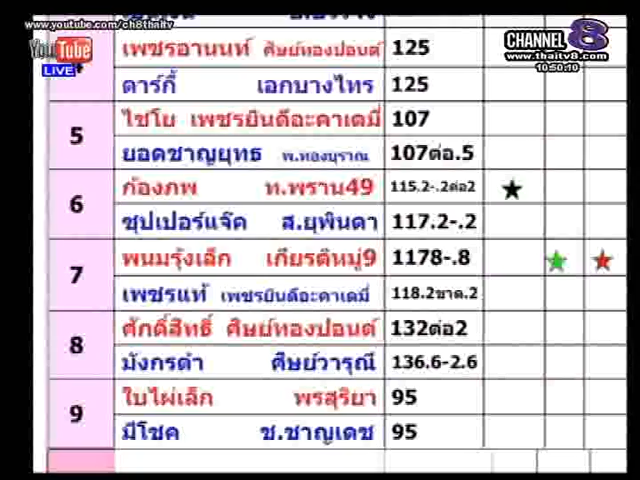 www.youtube.com/ch8thaitv
YouTube
LIVE
CHANNEL 8
www.thaitv8.com
10:50:10
4
เพชรอานนท์ ศิษย์ทองปอนด์ 125
ดาร์กี้ เอกบางไทร 125
5
ไชโย เพชรยินดีอะคาเดมี่ 107
ยอดชาญยุทธ พ.ทองบุราณ 107ต่อ.5
6
ก้องภพ ท.พราน49 115.2-.2ต่อ2
ซุปเปอร์แจ๊ค ส.ยุพินดา 117.2-.2
7
พนมรุ้งเล็ก เกียรติหมู่9 1178-.8
เพชรแท้ เพชรยินดีอะคาเดมี่ 118.2ขาด.2
8
ศักดิ์สิทธิ์ ศิษย์ทองปอนด์ 132ต่อ2
มังกรดำ ศิษย์วารุณี 136.6-2.6
9
ใบไผ่เล็ก พรสุริยา 95
มีโชค ช.ชาญเดช 95